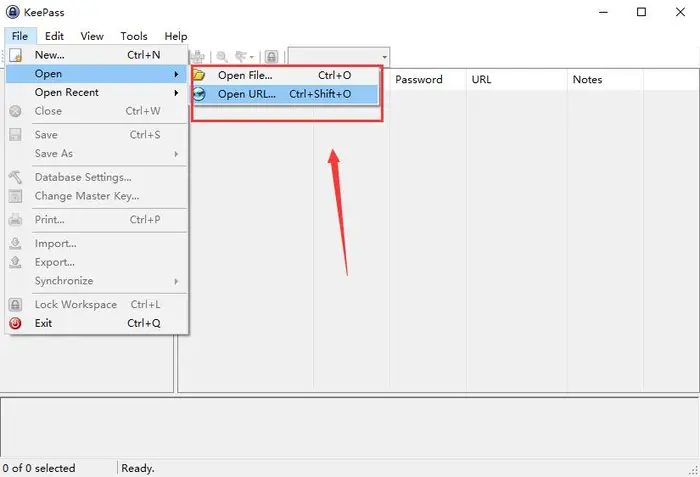 KeePass
File Edit View Tools Help
New... Ctrl+N
Open
Open File... Ctrl+O
Password URL Notes
Open Recent
Open URL... Ctrl+Shift+O
Close Ctrl+W
Save Ctrl+S
Save As
Database Settings...
Change Master Key...
Print... Ctrl+P
Import...
Export...
Synchronize
Lock Workspace Ctrl+L
Exit Ctrl+Q
0 of 0 selected Ready.